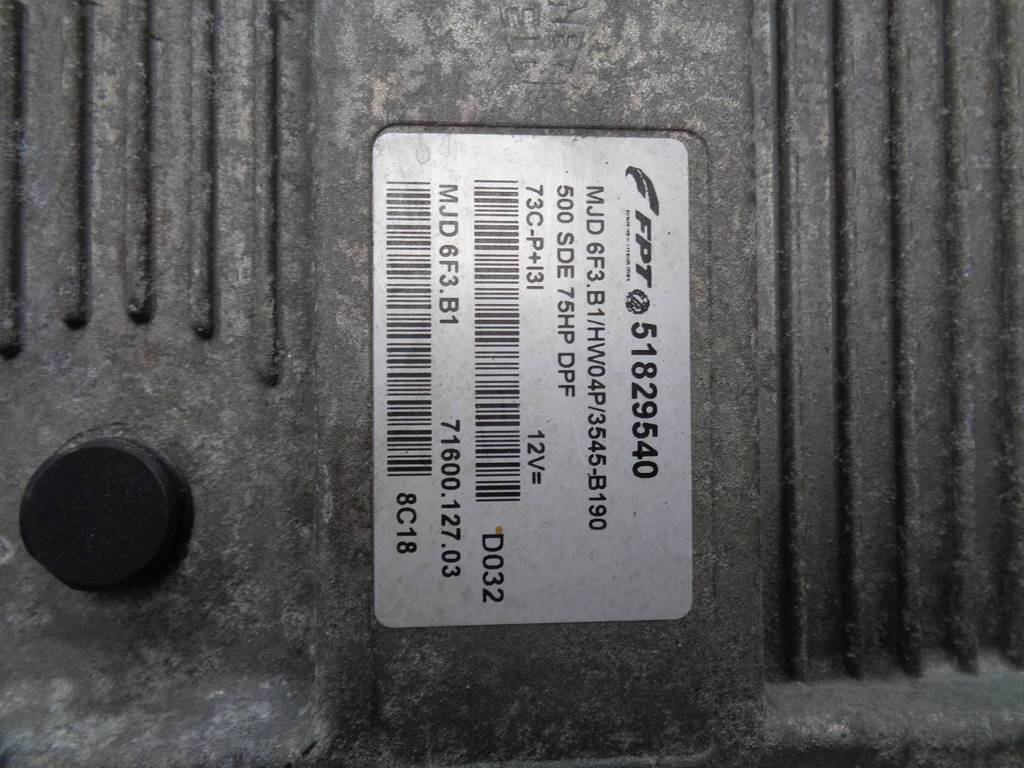 FPT 51829540
MJD 6F3.B1/HW04P/3545-B190
500 SDE 75HP DPF
73C-P+I3I 12V=
D032
MJD 6F3.B1 71600.127.03
8C18